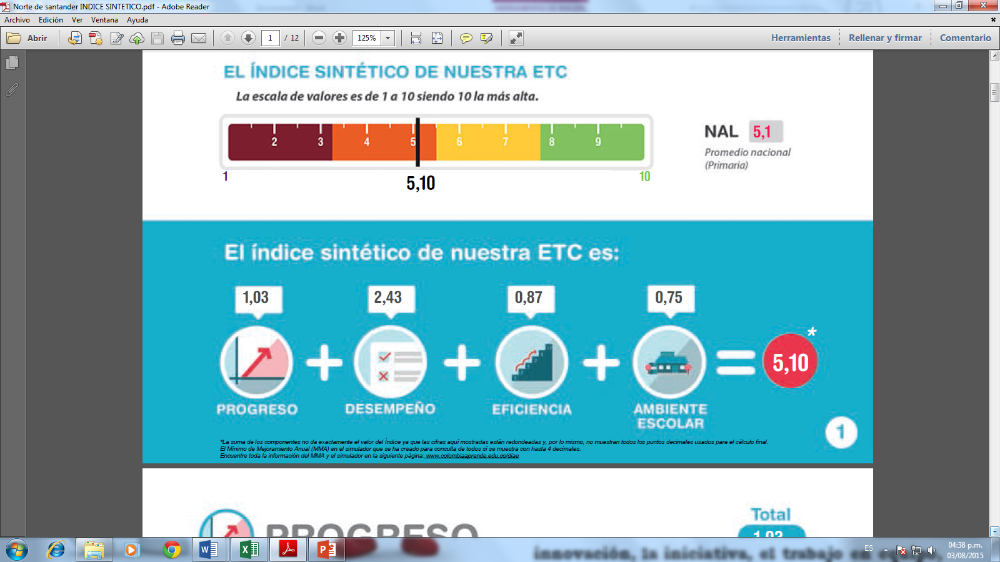 Norte de santander INDICE SINTETICO.pdf - Adobe Reader
Archivo Edición Ver Ventana Ayuda
Abrir 1 / 12 125% Herramientas Rellenar y firmar Comentario
EL ÍNDICE SINTÉTICO DE NUESTRA ETC
La escala de valores es de 1 a 10 siendo 10 la más alta.
2 3 4 5 6 7 8 9
1 10
5,10
NAL 5,1
Promedio nacional
(Primaria)
El índice sintético de nuestra ETC es:
1,03 2,43 0,87 0,75
+ + + = 5,10 *
PROGRESO DESEMPEÑO EFICIENCIA AMBIENTE
ESCOLAR
1
*La suma de los componentes no da exactamente el valor del Índice ya que las cifras aquí mostradas están redondeadas y, por lo mismo, no muestran todos los puntos decimales usados para el cálculo final.
El Mínimo de Mejoramiento Anual (MMA) en el simulador que se ha creado para consulta de todos sí se muestra con hasta 4 decimales.
Encuentre toda la información del MMA y el simulador en la siguiente página: www.colombiaaprende.edu.co/diae
PROGRESO
Total
1,03
innovación, la iniciativa, el trabajo en equipo,
ES
04:38 p.m.
03/08/2015